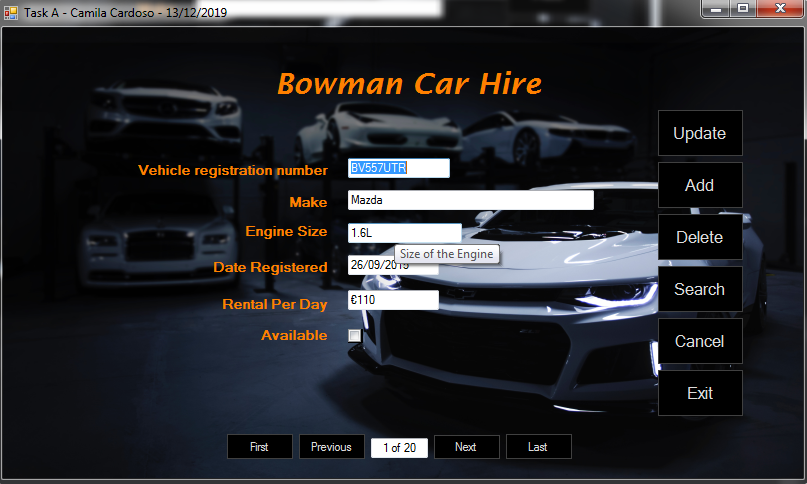 Task A - Camila Cardoso - 13/12/2019
Bowman Car Hire
Vehicle registration number BV557UTR
Make Mazda
Engine Size 1.6L
Size of the Engine
Date Registered 26/09/2015
Rental Per Day €110
Available
Update
Add
Delete
Search
Cancel
Exit
First Previous 1 of 20 Next Last